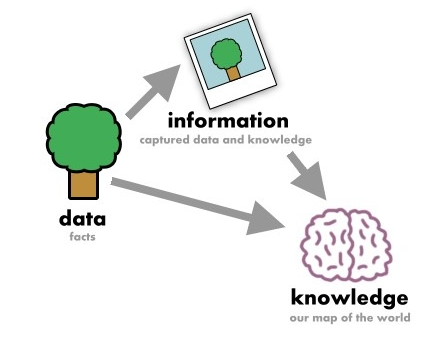 information
captured data and knowledge
data
facts
knowledge
our map of the world